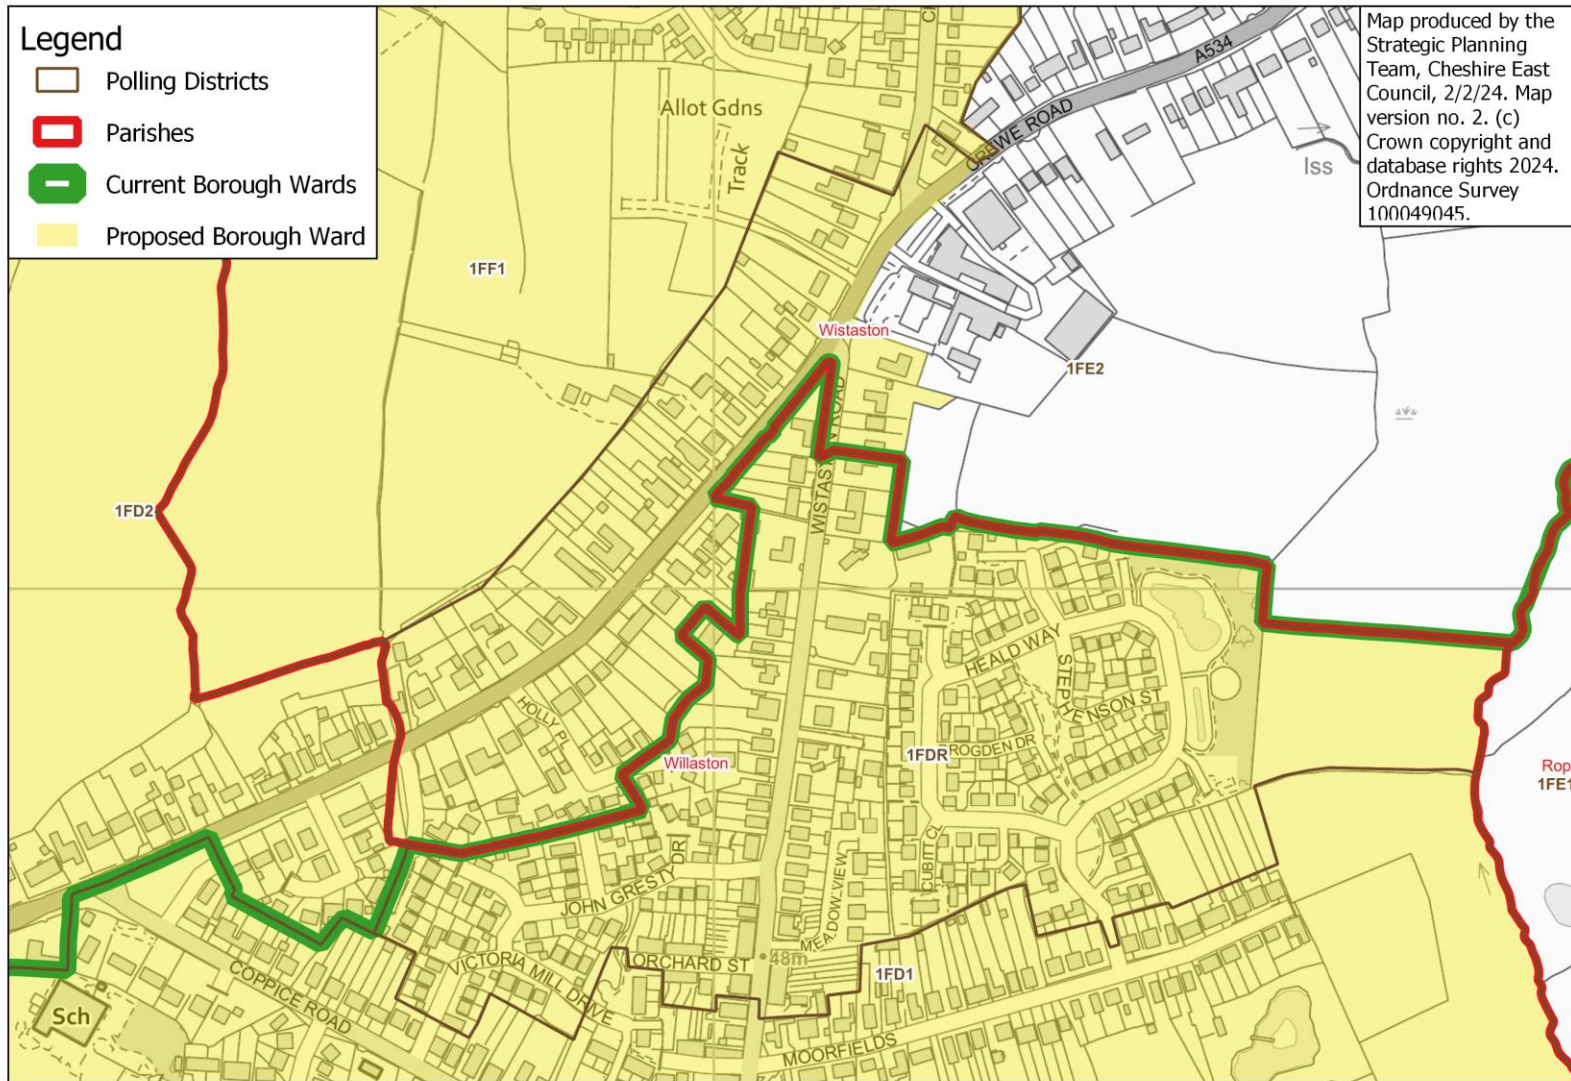 Legend
Polling Districts
Parishes
Current Borough Wards
Proposed Borough Ward
Map produced by the
Strategic Planning
Team, Cheshire East
Council, 2/2/24. Map
version no. 2. (c)
Crown copyright and
database rights 2024.
Ordnance Survey
100049045.
A534
CREWE ROAD
Allot Gdns
Track
Iss
1FF1
Wistaston
1FE2
WISTASTON ROAD
1FD2
HEALD WAY
STEPHENSON ST
HOLLY PL
1FDR
ROGDEN DR
Willaston
Rop
1FE1
CUBITT CL
MEADOW VIEW
JOHN GRESTY DR
ORCHARD ST
48m
1FD1
VICTORIA MILL DRIVE
COPPICE ROAD
Sch
MOORFIELDS